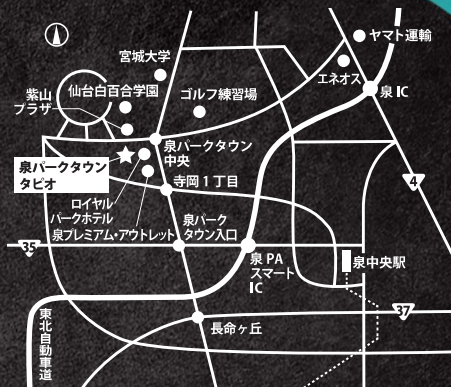 ヤマト運輸
宮城大学
エネオス
仙台白百合学園
紫山
プラザ
ゴルフ練習場
泉 IC
泉パークタウン
中央
泉パークタウン
タピオ
寺岡 1 丁目
4
ロイヤル
パークホテル
泉プレミアム・アウトレット
泉パーク
タウン入口
35
泉 PA
スマート
IC
泉中央駅
37
長命ヶ丘
東北自動車道